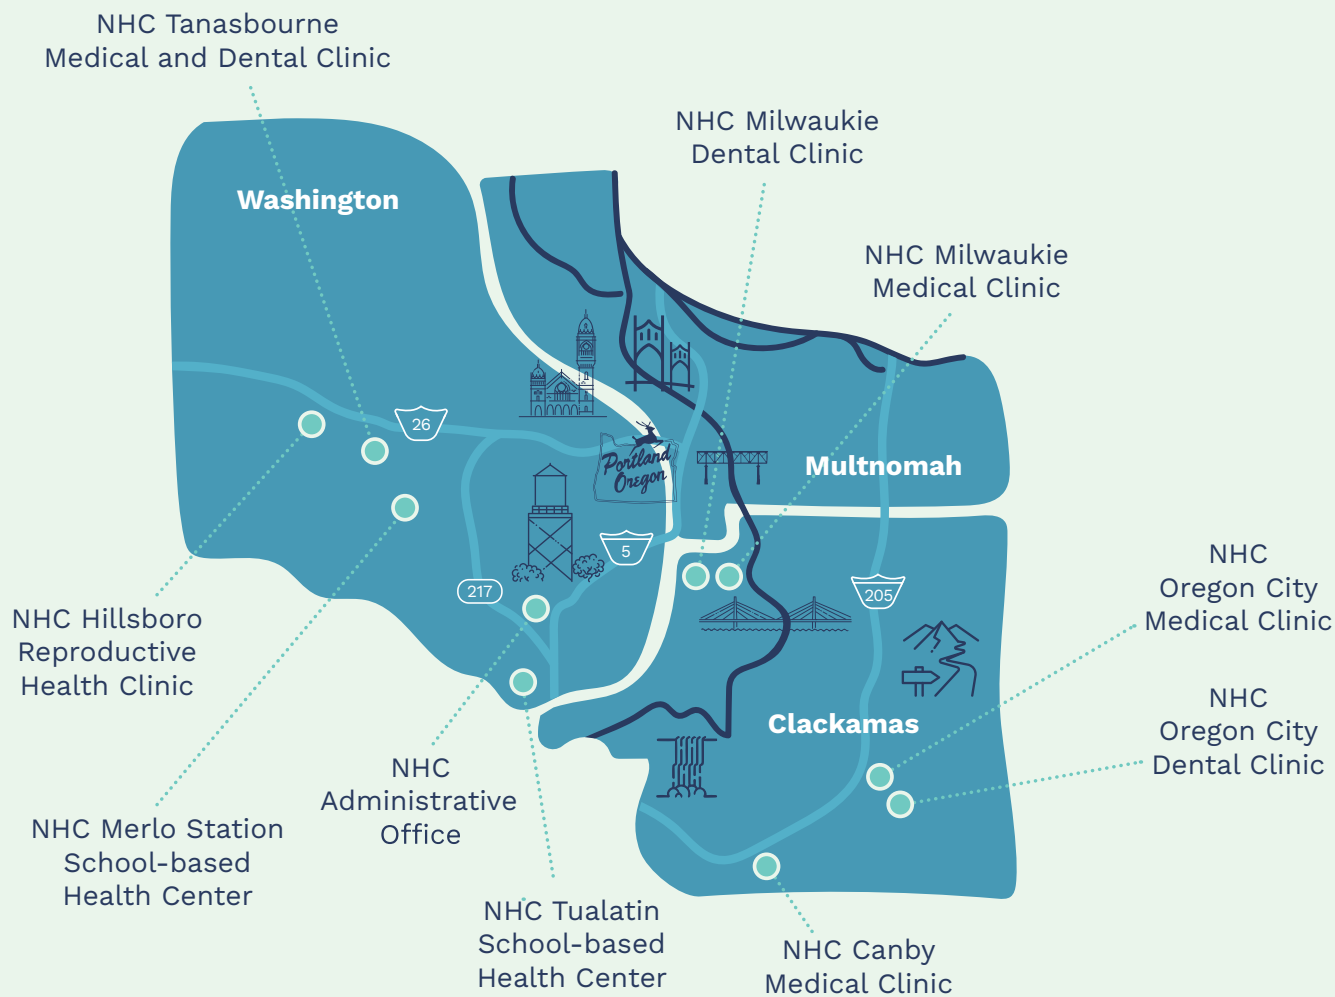 NHC Tanasbourne
Medical and Dental Clinic
NHC Milwaukie
Dental Clinic
Washington
NHC Milwaukie
Medical Clinic
26
Portland
Oregon
Multnomah
5
217
205
NHC
Oregon City
Medical Clinic
NHC Hillsboro
Reproductive
Health Clinic
NHC
Oregon City
Dental Clinic
Clackamas
NHC
Administrative
Office
NHC Merlo Station
School-based
Health Center
NHC Tualatin
School-based
Health Center
NHC Canby
Medical Clinic